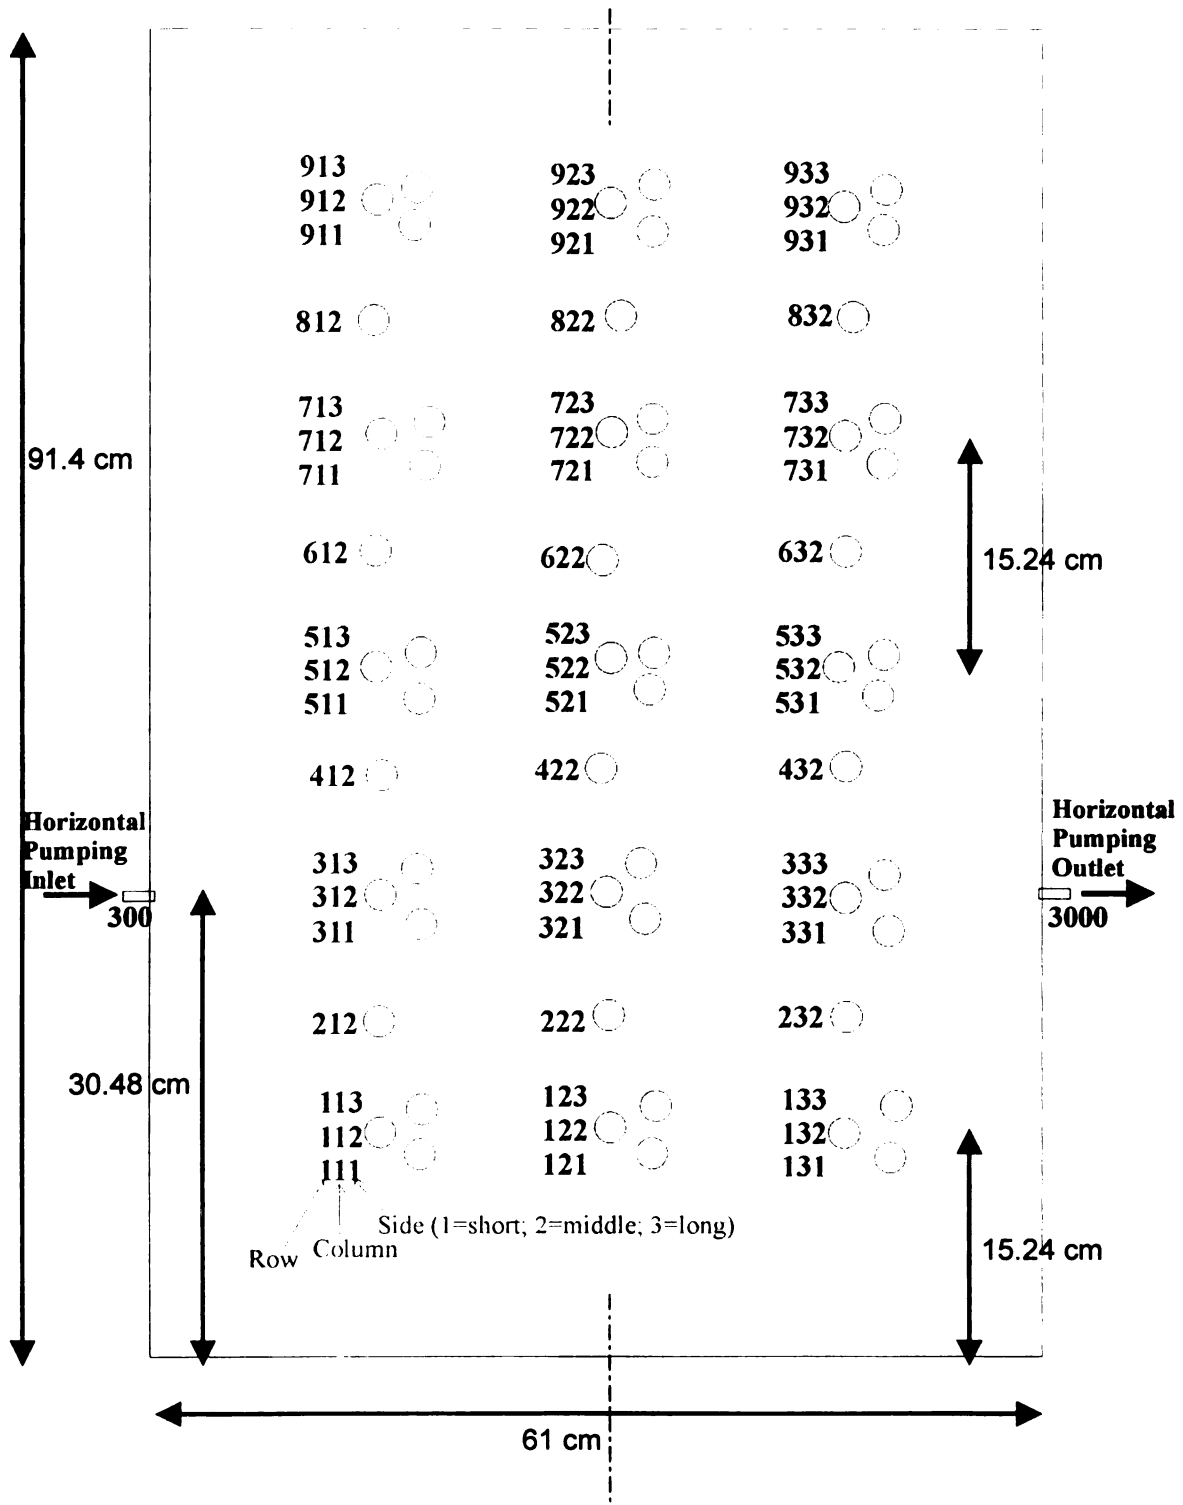 913 923 933
912 922 932
911 921 931
812 822 832
713 723 733
712 722 732
711 721 731
91.4 cm
612 622 632
15.24 cm
513 523 533
512 522 532
511 521 531
412 422 432
Horizontal
Pumping
Inlet
300
Horizontal
Pumping
Outlet
3000
313 323 333
312 322 332
311 321 331
212 222 232
30.48 cm
113 123 133
112 122 132
111 121 131
Side (1=short; 2=middle; 3=long)
Row Column
15.24 cm
61 cm